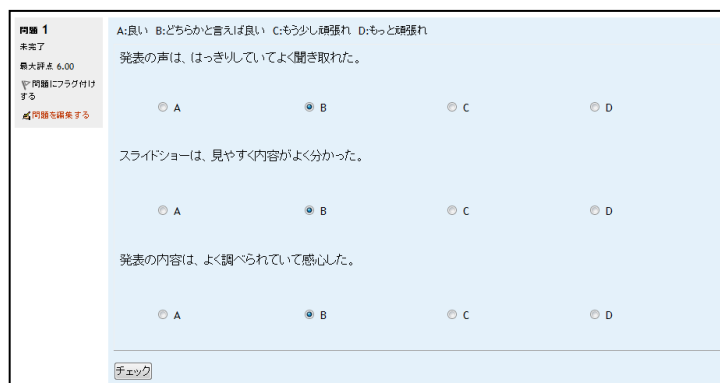 問題 1
未完了
最大評点 6.00
問題にフラグ付け
する
問題を編集する
A:良い B:どちらかと言えば良い C:もう少し頑張れ D:もっと頑張れ
発表の声は、はっきりしていてよく聞き取れた。
A B C D
スライドショーは、見やすく内容がよく分かった。
A B C D
発表の内容は、よく調べられていて感心した。
A B C D
チェック